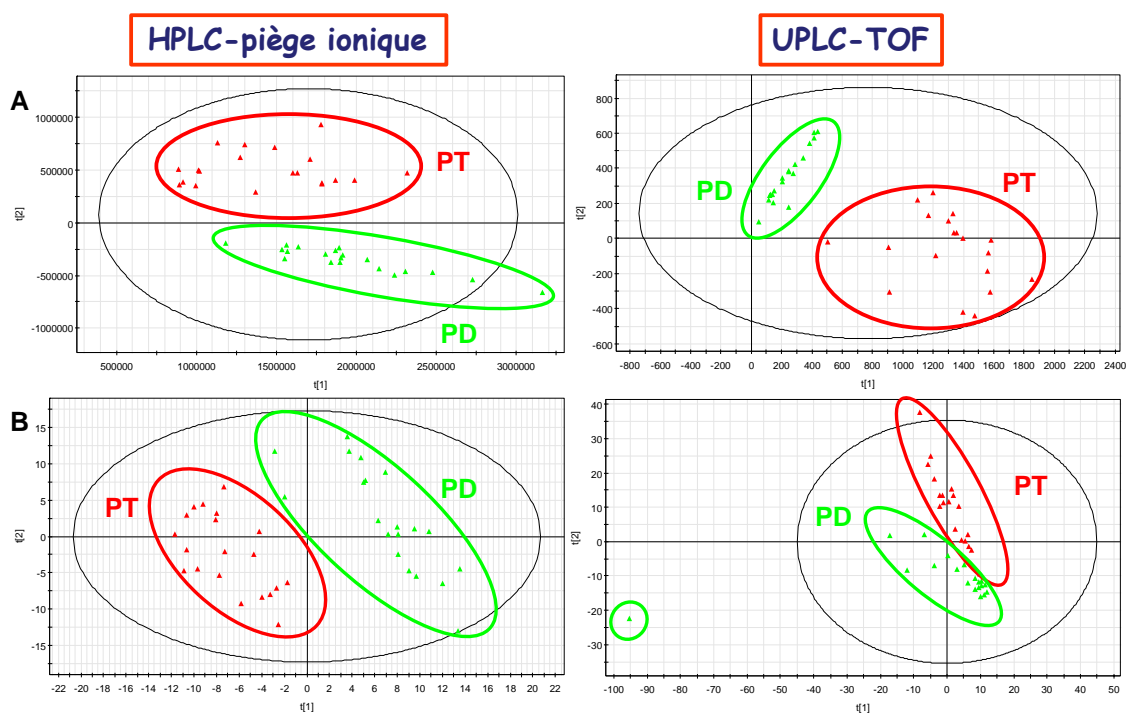 HPLC-piège ionique
UPLC-TOF
A
1000000
500000
0
-500000
-1000000
t[2]
500000 1000000 1500000 2000000 2500000 3000000
t[1]
PT
PD
800
600
400
200
0
-200
-400
-600
t[2]
-800 -600 -400 -200 0 200 400 600 800 1000 1200 1400 1600 1800 2000 2200 2400
t[1]
PD
PT
B
15
10
5
0
-5
-10
-15
t[2]
-22 -20 -18 -16 -14 -12 -10 -8 -6 -4 -2 0 2 4 6 8 10 12 14 16 18 20 22
t[1]
PT
PD
40
30
20
10
0
-10
-20
-30
t[2]
-100 -90 -80 -70 -60 -50 -40 -30 -20 -10 0 10 20 30 40 50
t[1]
PD
PT